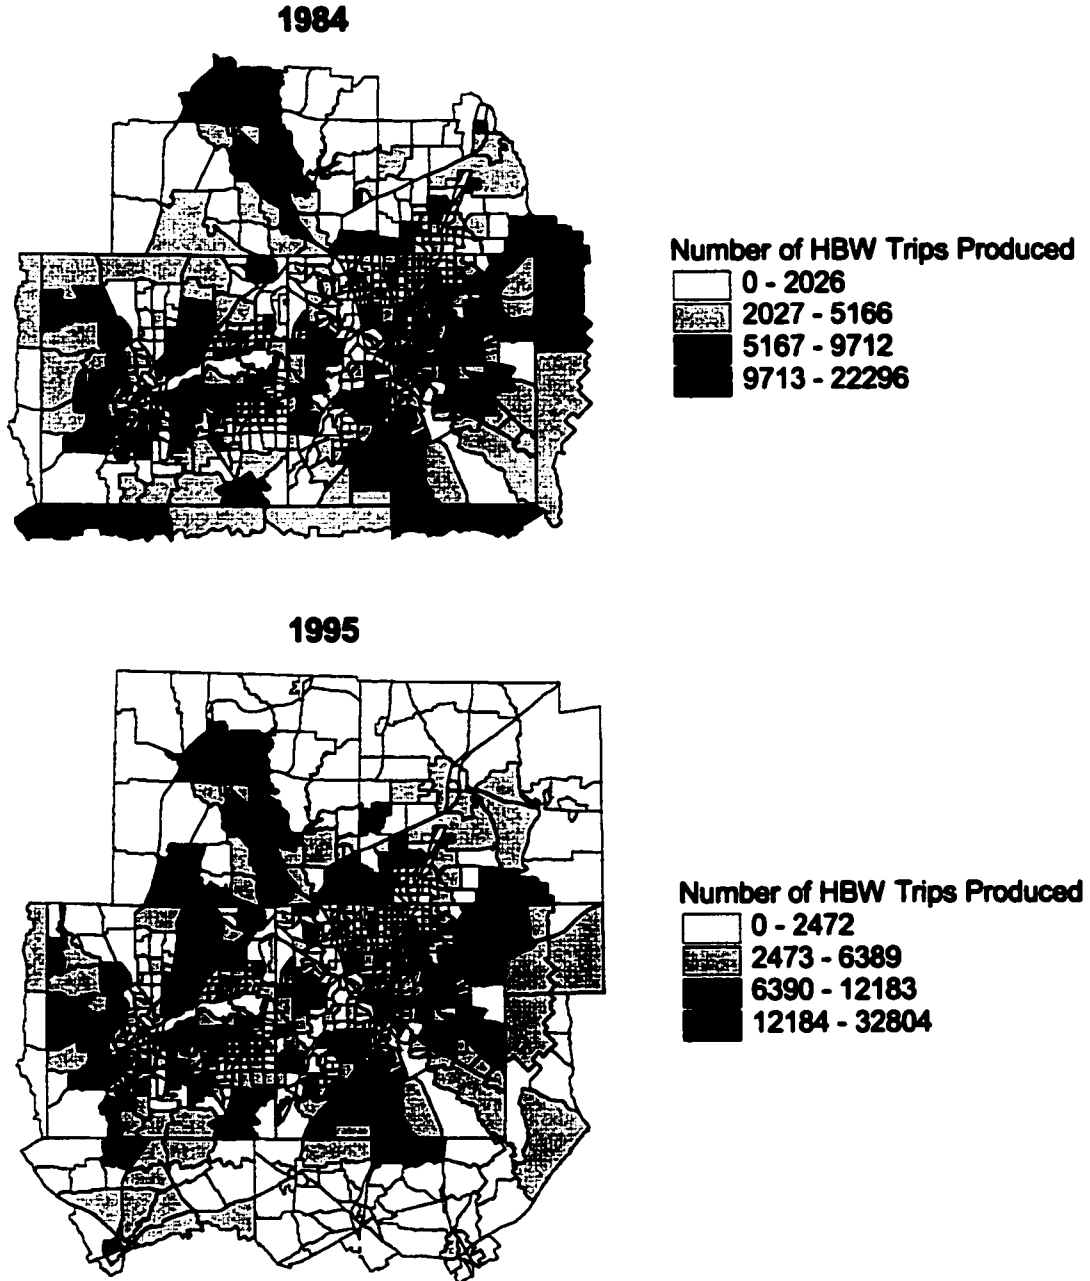 1984
Number of HBW Trips Produced
0 - 2026
2027 - 5166
5167 - 9712
9713 - 22296
1995
Number of HBW Trips Produced
0 - 2472
2473 - 6389
6390 - 12183
12184 - 32804